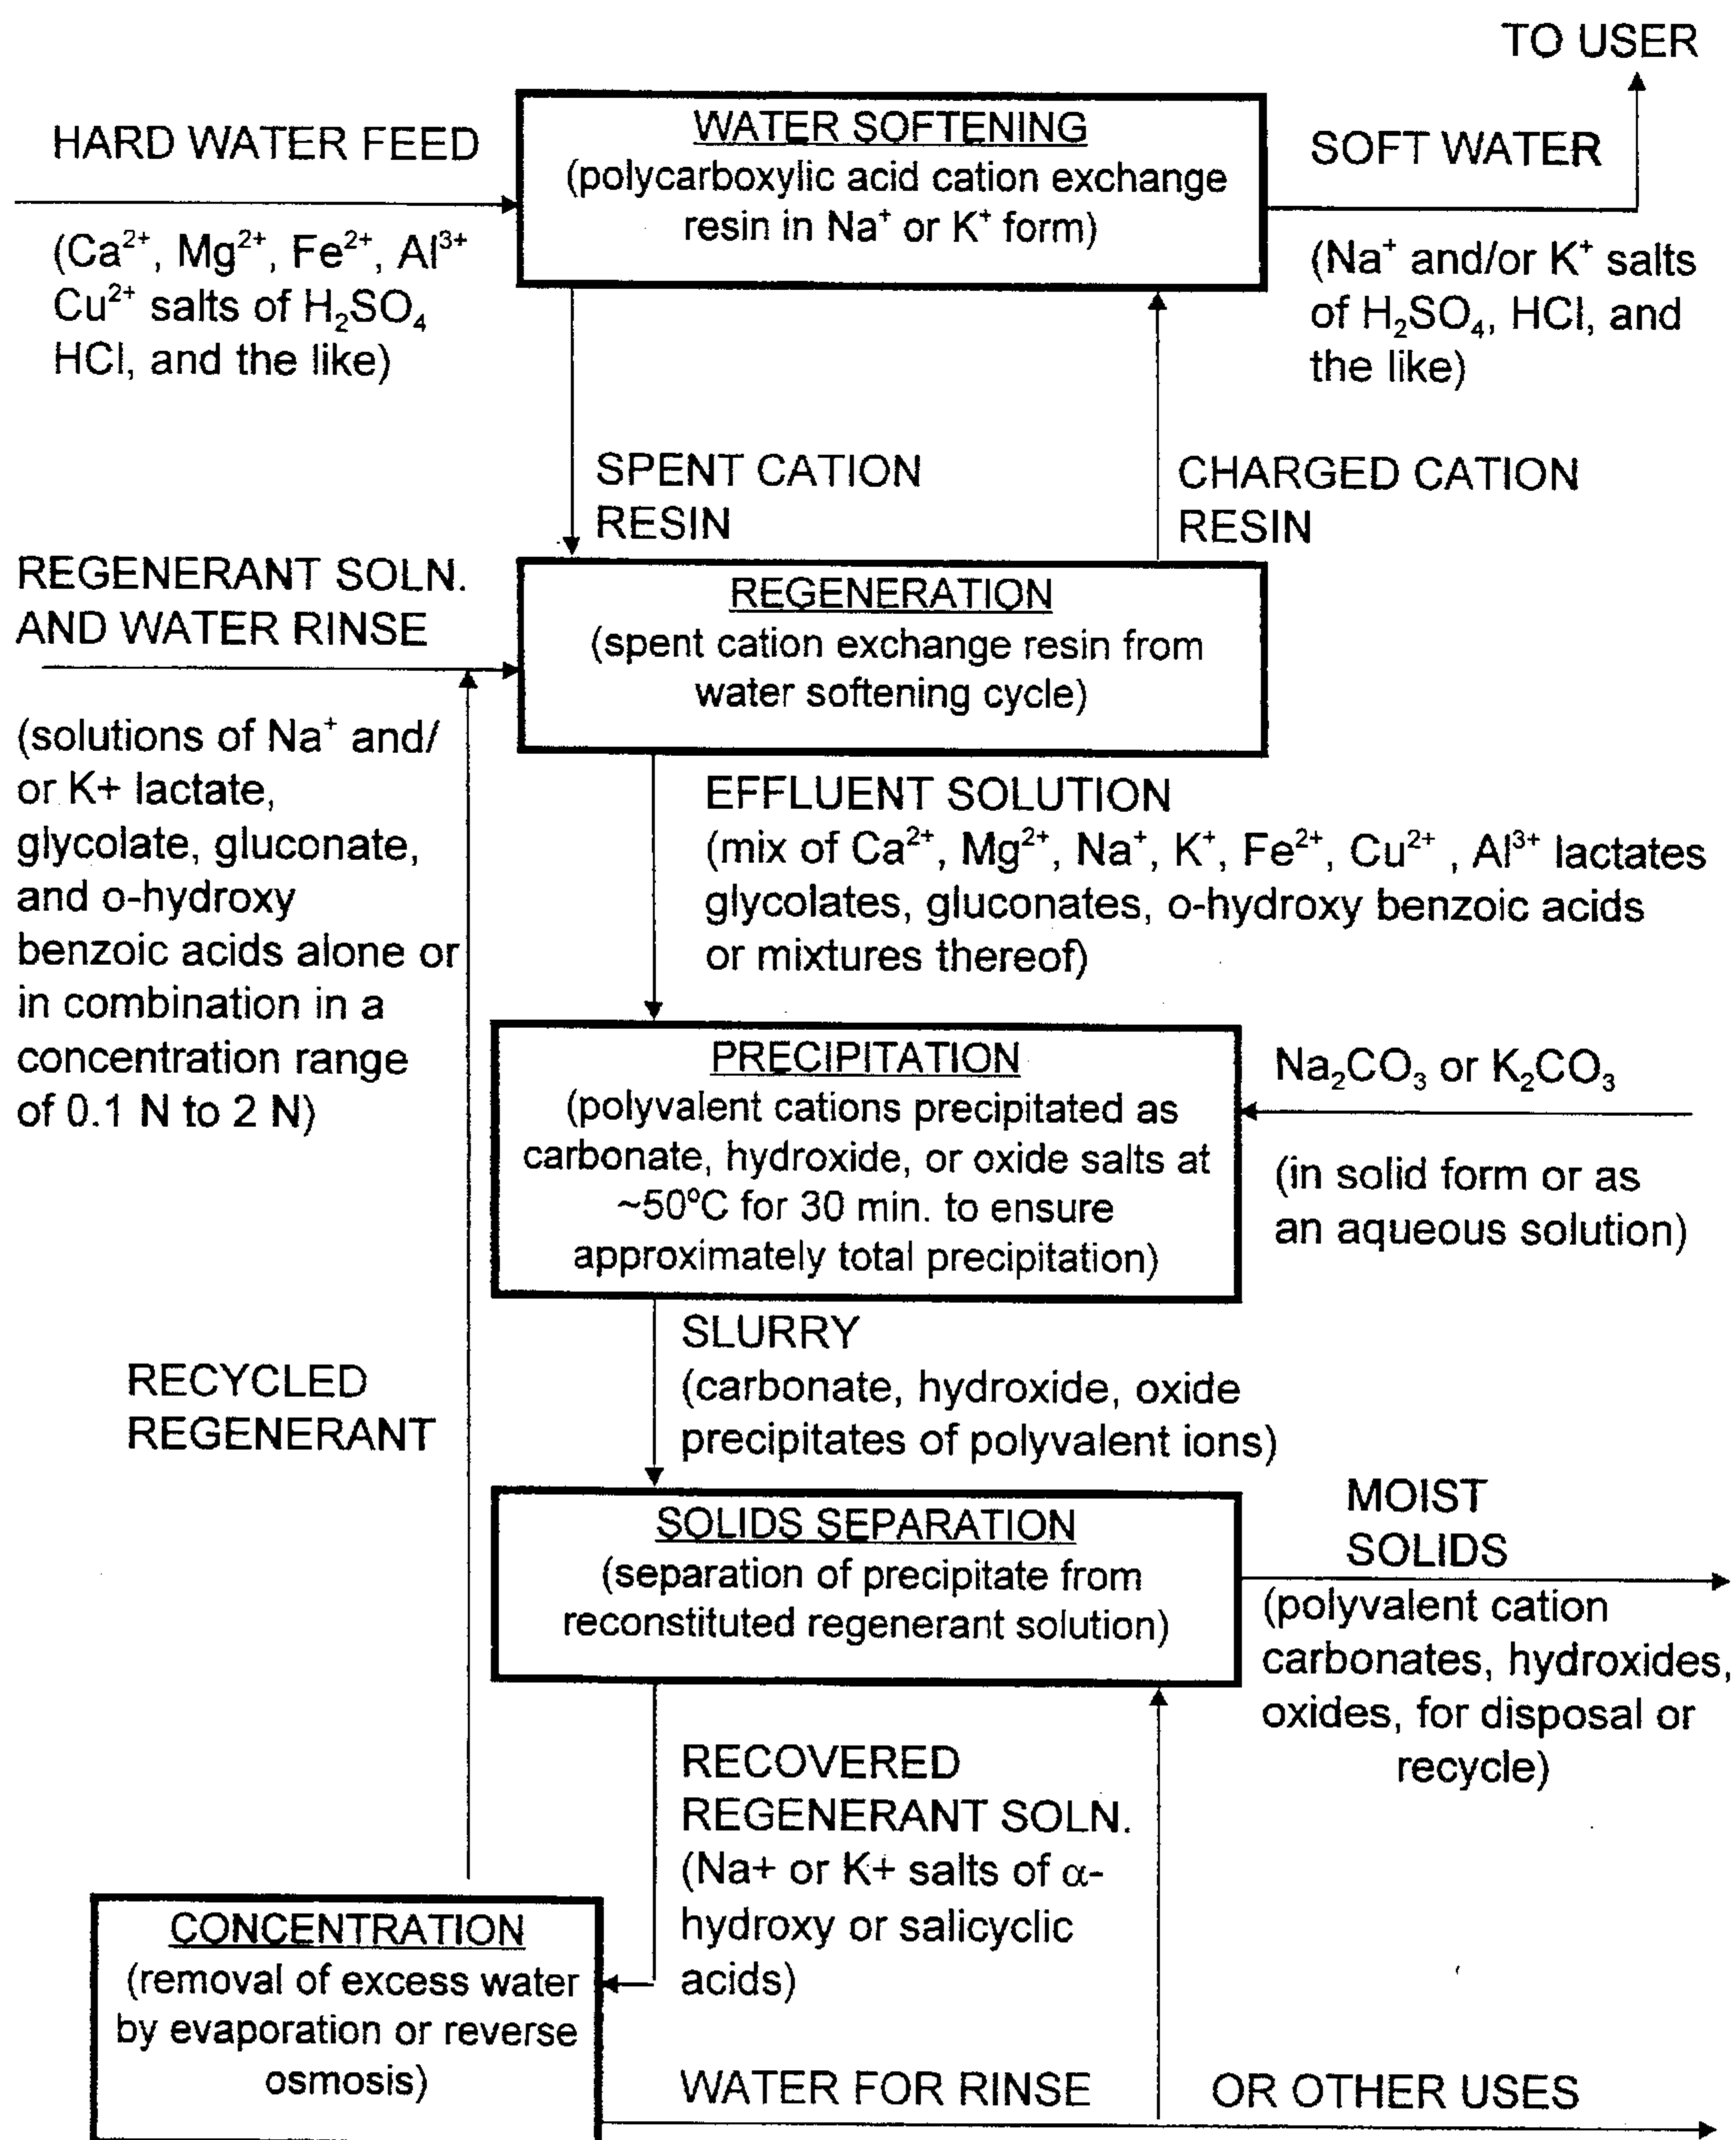 TO USER
HARD WATER FEED
(Ca²⁺, Mg²⁺, Fe²⁺, Al³⁺
Cu²⁺ salts of H₂SO₄
HCl, and the like)
WATER SOFTENING
(polycarboxylic acid cation exchange
resin in Na⁺ or K⁺ form)
SOFT WATER
(Na⁺ and/or K⁺ salts
of H₂SO₄, HCl, and
the like)
SPENT CATION
RESIN
CHARGED CATION
RESIN
REGENERANT SOLN.
AND WATER RINSE
(solutions of Na⁺ and/
or K+ lactate,
glycolate, gluconate,
and o-hydroxy
benzoic acids alone or
in combination in a
concentration range
of 0.1 N to 2 N)
REGENERATION
(spent cation exchange resin from
water softening cycle)
EFFLUENT SOLUTION
(mix of Ca²⁺, Mg²⁺, Na⁺, K⁺, Fe²⁺, Cu²⁺ , Al³⁺ lactates
glycolates, gluconates, o-hydroxy benzoic acids
or mixtures thereof)
PRECIPITATION
(polyvalent cations precipitated as
carbonate, hydroxide, or oxide salts at
~50ºC for 30 min. to ensure
approximately total precipitation)
Na₂CO₃ or K₂CO₃
(in solid form or as
an aqueous solution)
SLURRY
(carbonate, hydroxide, oxide
precipitates of polyvalent ions)
RECYCLED
REGENERANT
SOLIDS SEPARATION
(separation of precipitate from
reconstituted regenerant solution)
MOIST
SOLIDS
(polyvalent cation
carbonates, hydroxides,
oxides, for disposal or
recycle)
RECOVERED
REGENERANT SOLN.
(Na+ or K+ salts of α-
hydroxy or salicyclic
acids)
CONCENTRATION
(removal of excess water
by evaporation or reverse
osmosis)
WATER FOR RINSE
OR OTHER USES